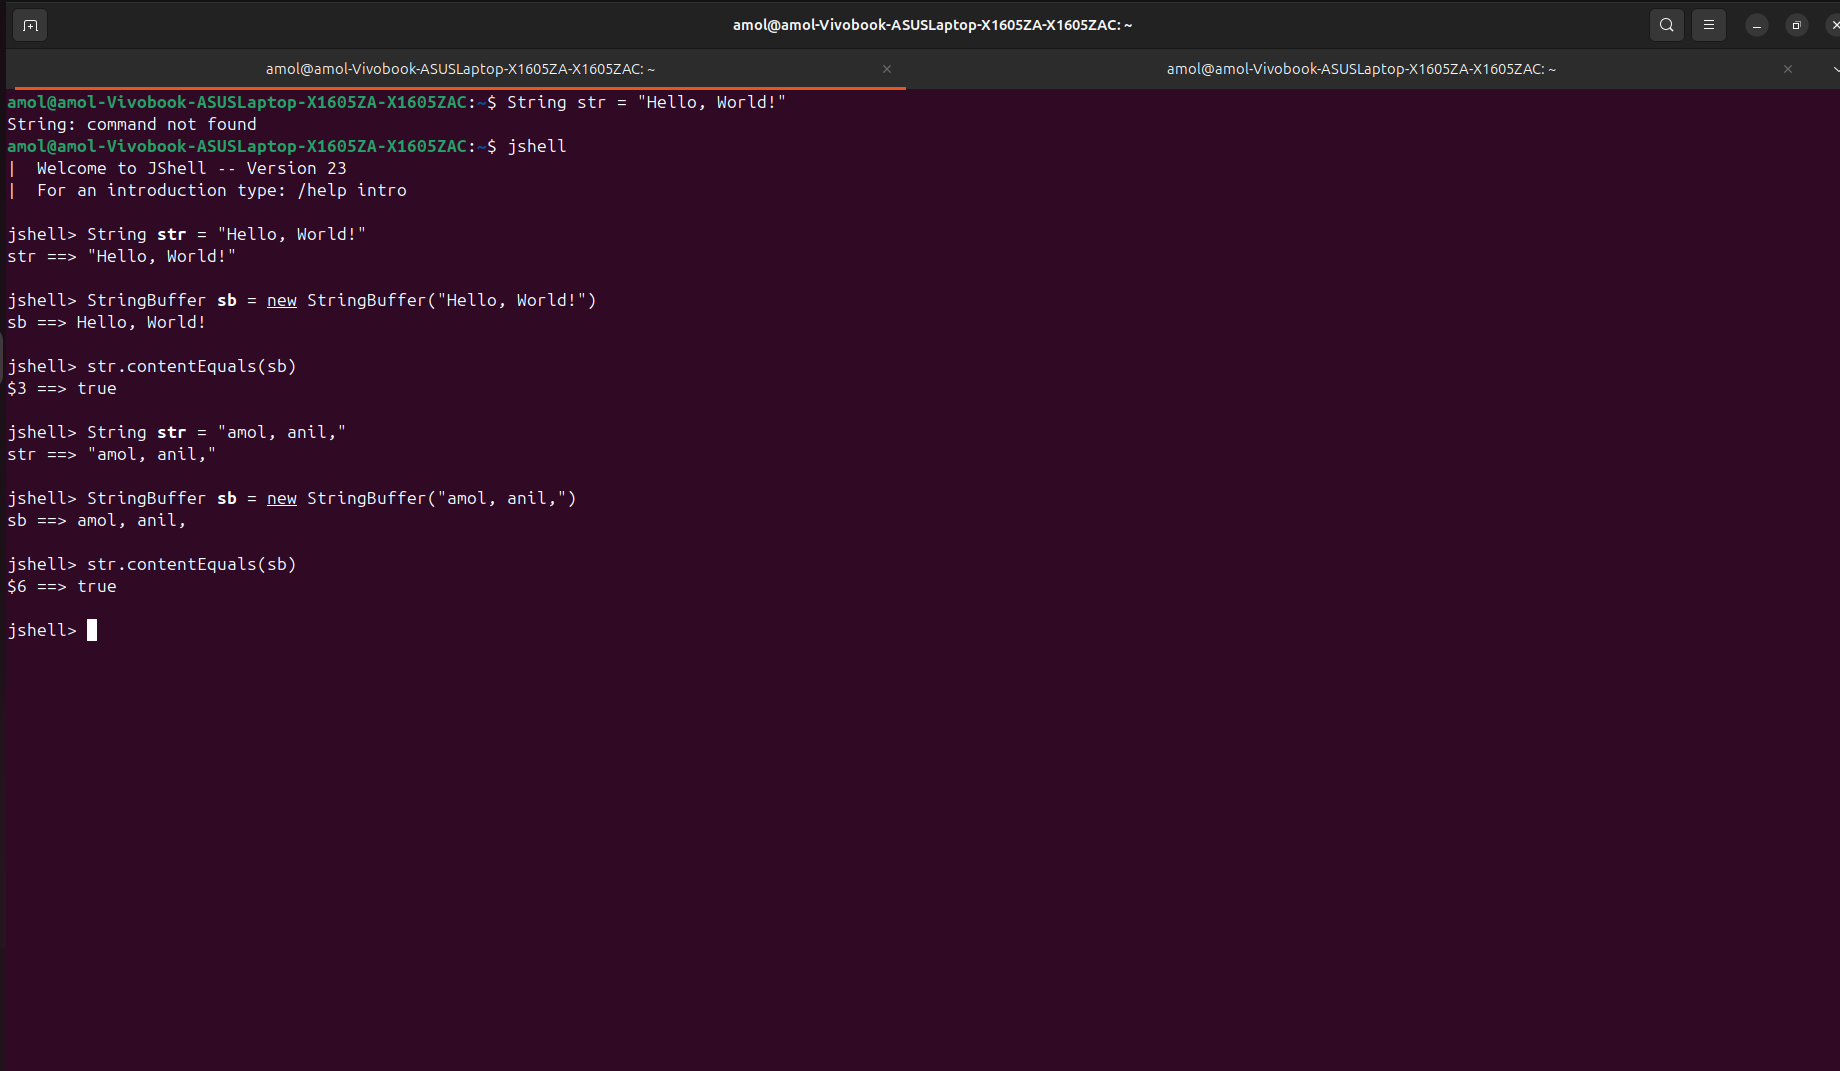 amol@amol-Vivobook-ASUSLaptop-X1605ZA-X1605ZAC: ~
amol@amol-Vivobook-ASUSLaptop-X1605ZA-X1605ZAC: ~
amol@amol-Vivobook-ASUSLaptop-X1605ZA-X1605ZAC: ~
amol@amol-Vivobook-ASUSLaptop-X1605ZA-X1605ZAC:~$ String str = "Hello, World!"
String: command not found
amol@amol-Vivobook-ASUSLaptop-X1605ZA-X1605ZAC:~$ jshell
|  Welcome to JShell -- Version 23
|  For an introduction type: /help intro
jshell> String str = "Hello, World!"
str ==> "Hello, World!"
jshell> StringBuffer sb = new StringBuffer("Hello, World!")
sb ==> Hello, World!
jshell> str.contentEquals(sb)
$3 ==> true
jshell> String str = "amol, anil,"
str ==> "amol, anil,"
jshell> StringBuffer sb = new StringBuffer("amol, anil,")
sb ==> amol, anil,
jshell> str.contentEquals(sb)
$6 ==> true
jshell>